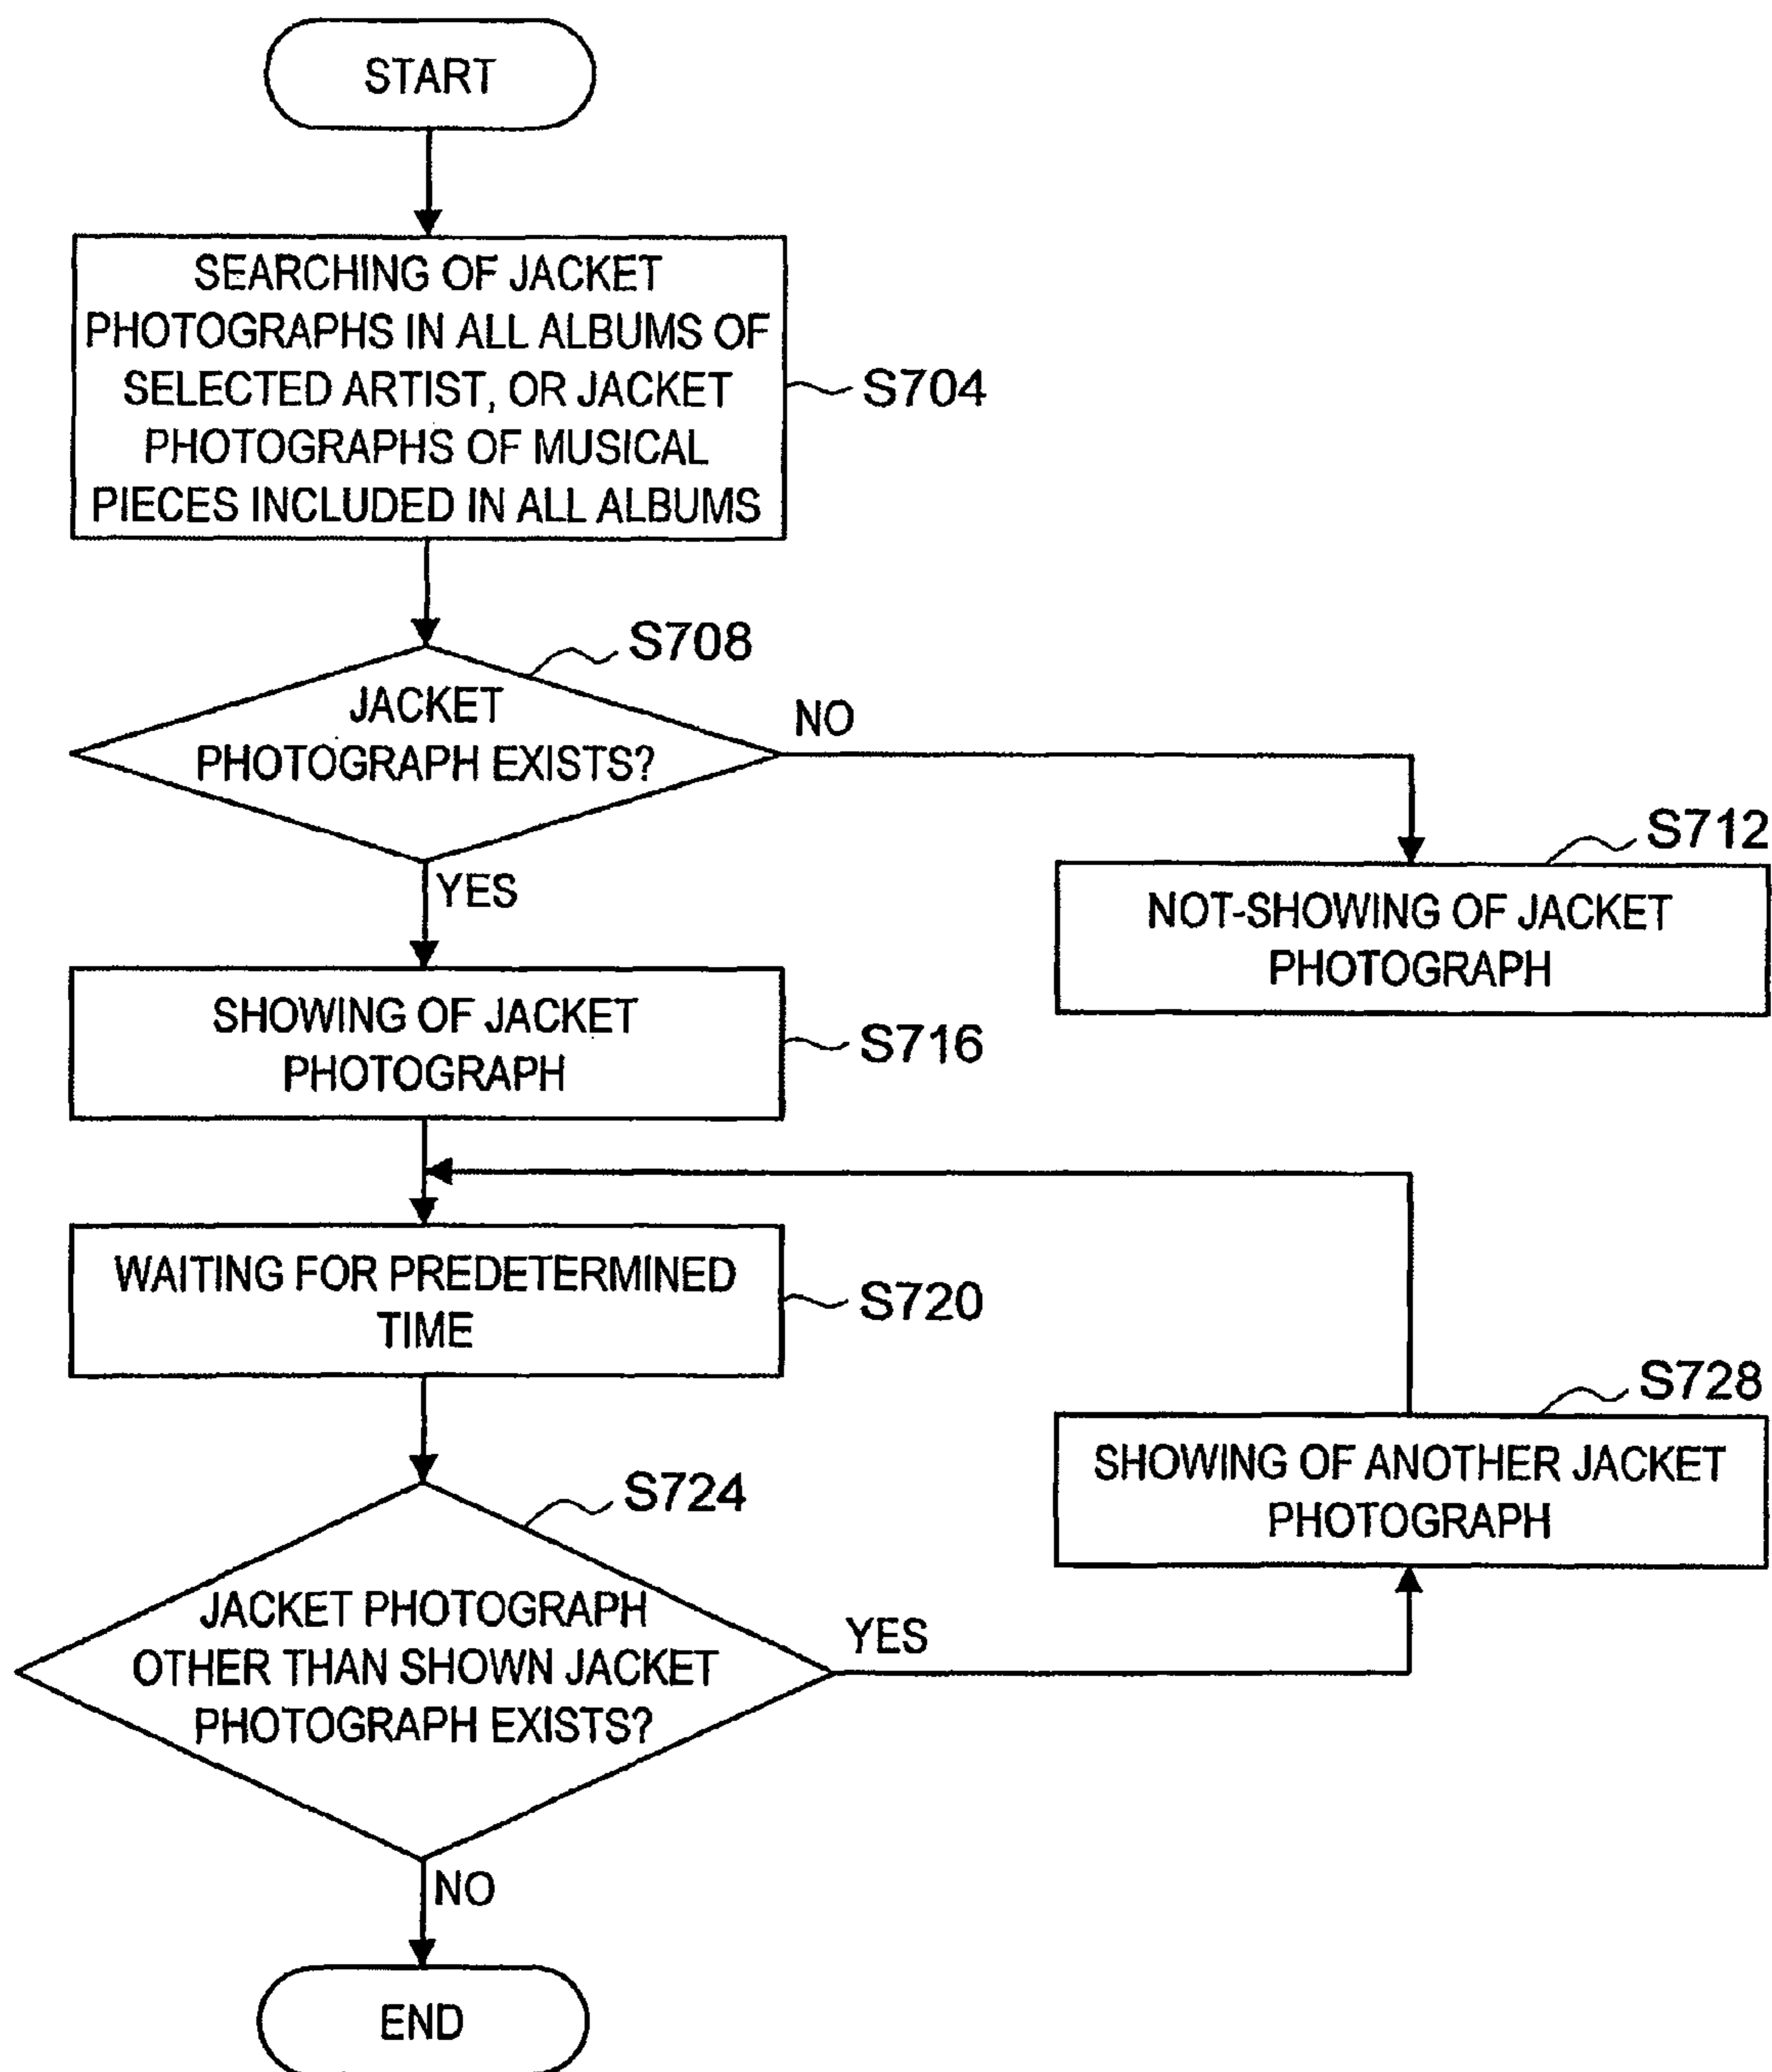 START
SEARCHING OF JACKET
PHOTOGRAPHS IN ALL ALBUMS OF
SELECTED ARTIST, OR JACKET
PHOTOGRAPHS OF MUSICAL
PIECES INCLUDED IN ALL ALBUMS
S704
S708
JACKET
PHOTOGRAPH EXISTS?
NO
YES
S712
NOT-SHOWING OF JACKET
PHOTOGRAPH
SHOWING OF JACKET
PHOTOGRAPH
S716
WAITING FOR PREDETERMINED
TIME
S720
S724
JACKET PHOTOGRAPH
OTHER THAN SHOWN JACKET
PHOTOGRAPH EXISTS?
YES
S728
SHOWING OF ANOTHER JACKET
PHOTOGRAPH
NO
END